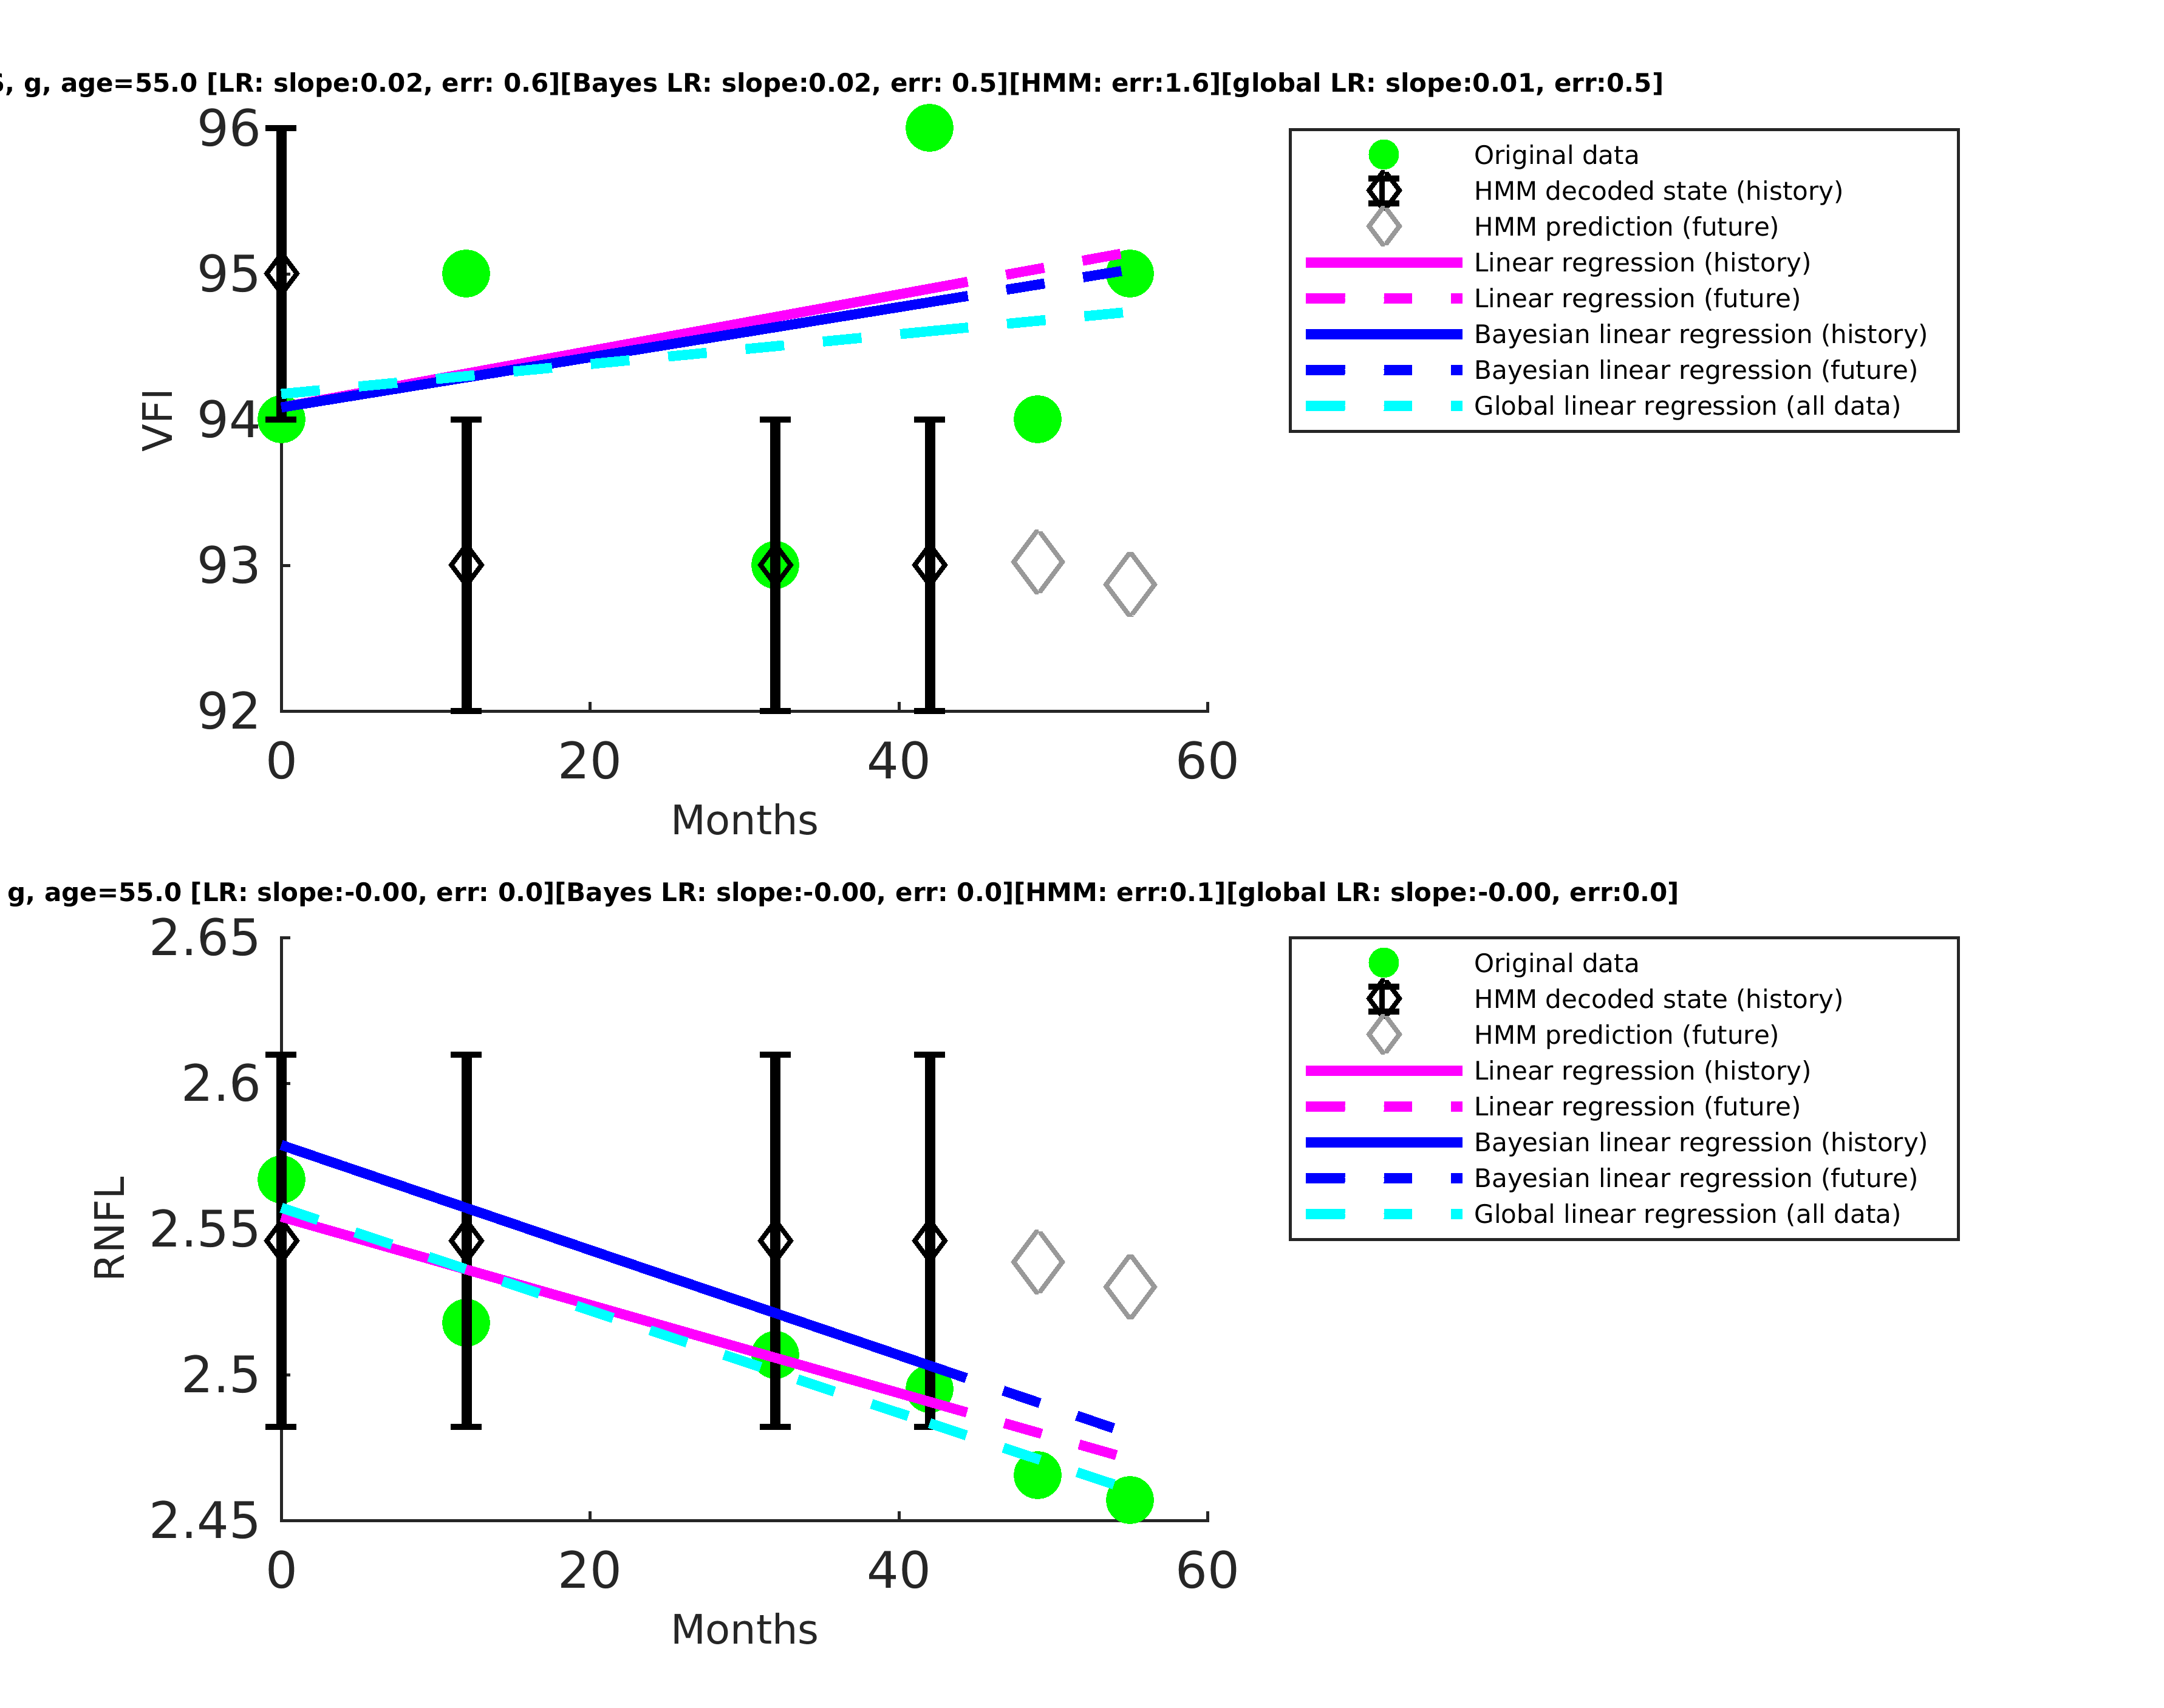 , g, age=55.0 [LR: slope:0.02, err: 0.6][Bayes LR: slope:0.02, err: 0.5][HMM: err:1.6][global LR: slope:0.01, err:0.5]
96
95
94
93
92
VFI
0 20 40 60
Months
Original data
HMM decoded state (history)
HMM prediction (future)
Linear regression (history)
Linear regression (future)
Bayesian linear regression (history)
Bayesian linear regression (future)
Global linear regression (all data)
g, age=55.0 [LR: slope:-0.00, err: 0.0][Bayes LR: slope:-0.00, err: 0.0][HMM: err:0.1][global LR: slope:-0.00, err:0.0]
2.65
2.6
2.55
2.5
2.45
RNFL
0 20 40 60
Months
Original data
HMM decoded state (history)
HMM prediction (future)
Linear regression (history)
Linear regression (future)
Bayesian linear regression (history)
Bayesian linear regression (future)
Global linear regression (all data)